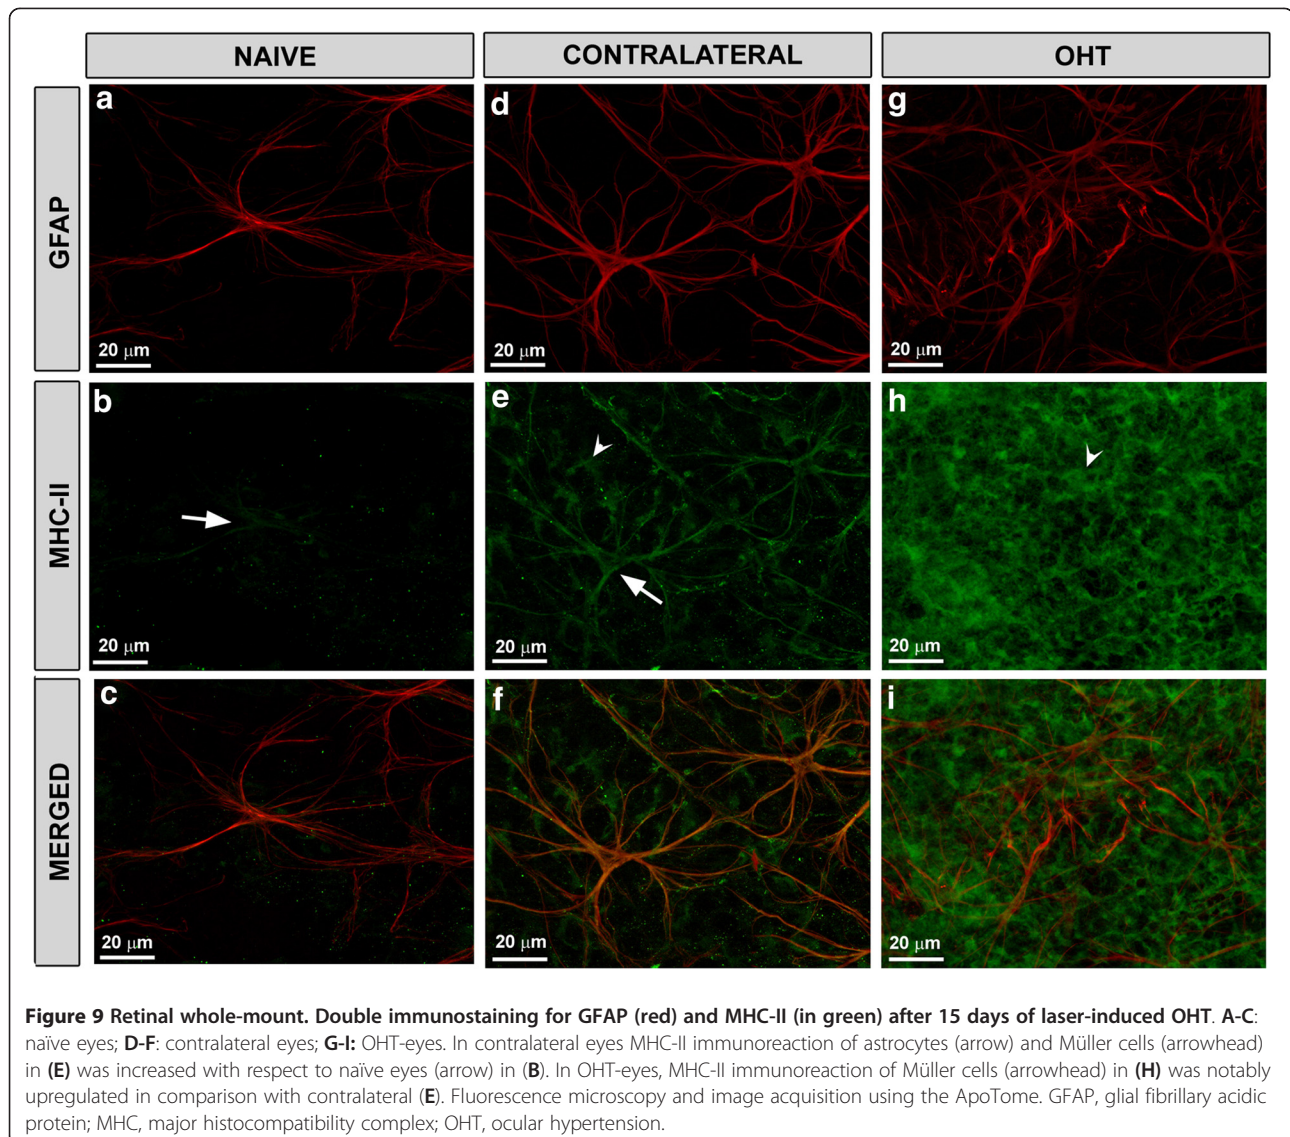 NAIVE CONTRALATERAL OHT
GFAP
a d g
20 µm 20 µm 20 µm
MHC-II
b e h
20 µm 20 µm 20 µm
MERGED
c f i
20 µm 20 µm 20 µm
Figure 9 Retinal whole-mount. Double immunostaining for GFAP (red) and MHC-II (in green) after 15 days of laser-induced OHT. A-C:
naïve eyes; D-F: contralateral eyes; G-I: OHT-eyes. In contralateral eyes MHC-II immunoreaction of astrocytes (arrow) and Müller cells (arrowhead)
in (E) was increased with respect to naïve eyes (arrow) in (B). In OHT-eyes, MHC-II immunoreaction of Müller cells (arrowhead) in (H) was notably
upregulated in comparison with contralateral (E). Fluorescence microscopy and image acquisition using the ApoTome. GFAP, glial fibrillary acidic
protein; MHC, major histocompatibility complex; OHT, ocular hypertension.